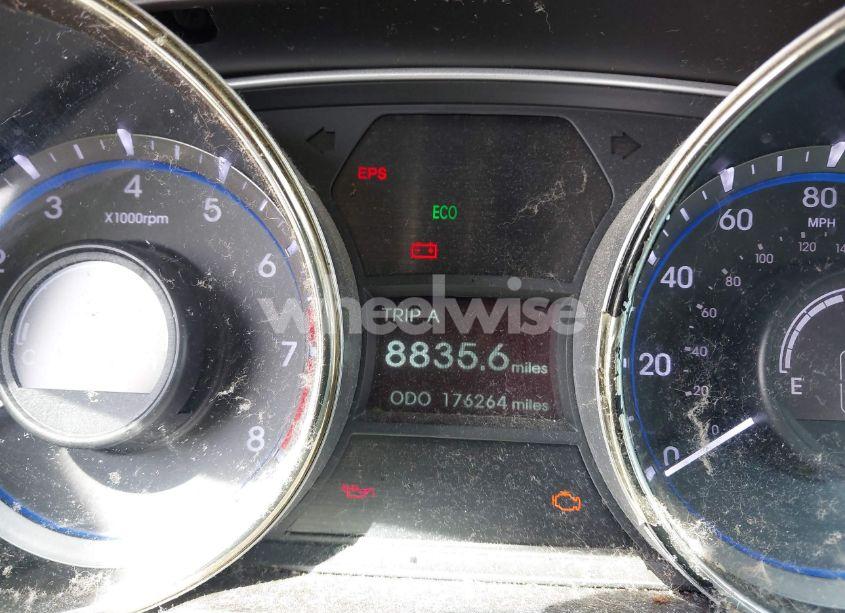 EPS
ECO
2 3 4 5 6 7 8
X1000rpm
C
wheelwise
TRIP A
8835.6 miles
ODO 176264 miles
0 20 40 60 80
MPH
20 40 60 80 100 120
E